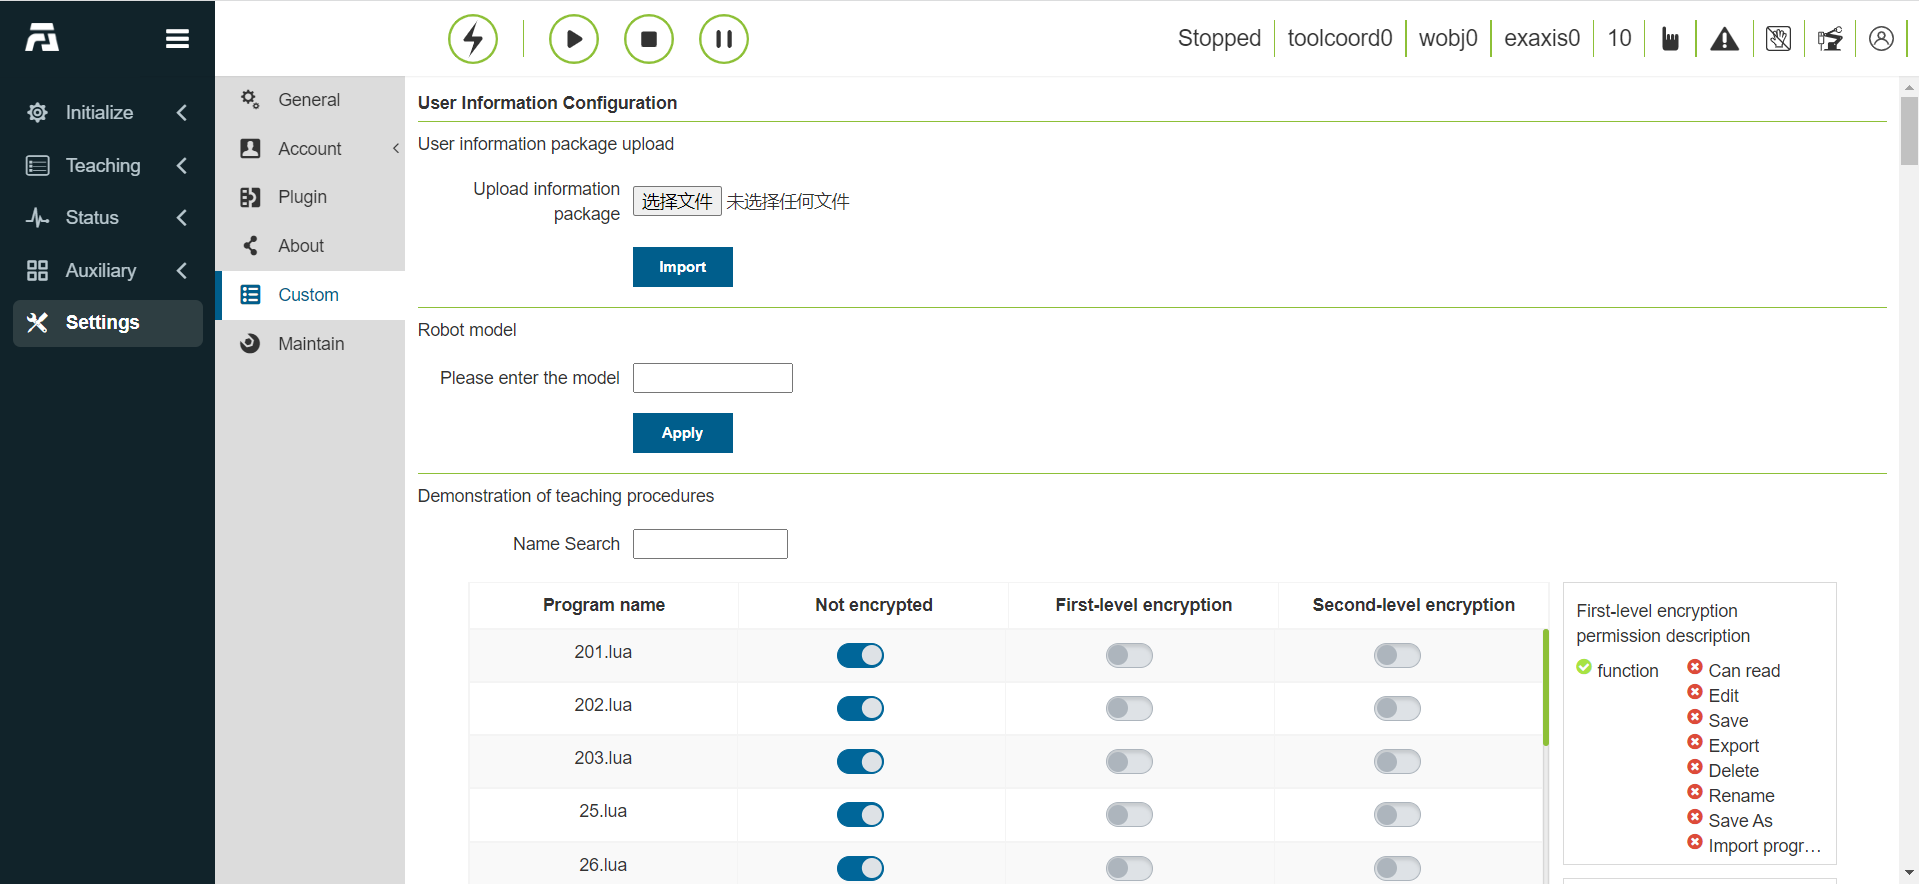 Stopped toolcoord0 wobj0 exaxis0 10
Initialize
Teaching
Status
Auxiliary
Settings
General
Account
Plugin
About
Custom
Maintain
User Information Configuration
User information package upload
Upload information
package
选择文件 未选择任何文件
Import
Robot model
Please enter the model
Apply
Demonstration of teaching procedures
Name Search
Program name Not encrypted First-level encryption Second-level encryption
201.lua
202.lua
203.lua
25.lua
26.lua
First-level encryption
permission description
function
Can read
Edit
Save
Export
Delete
Rename
Save As
Import progr...